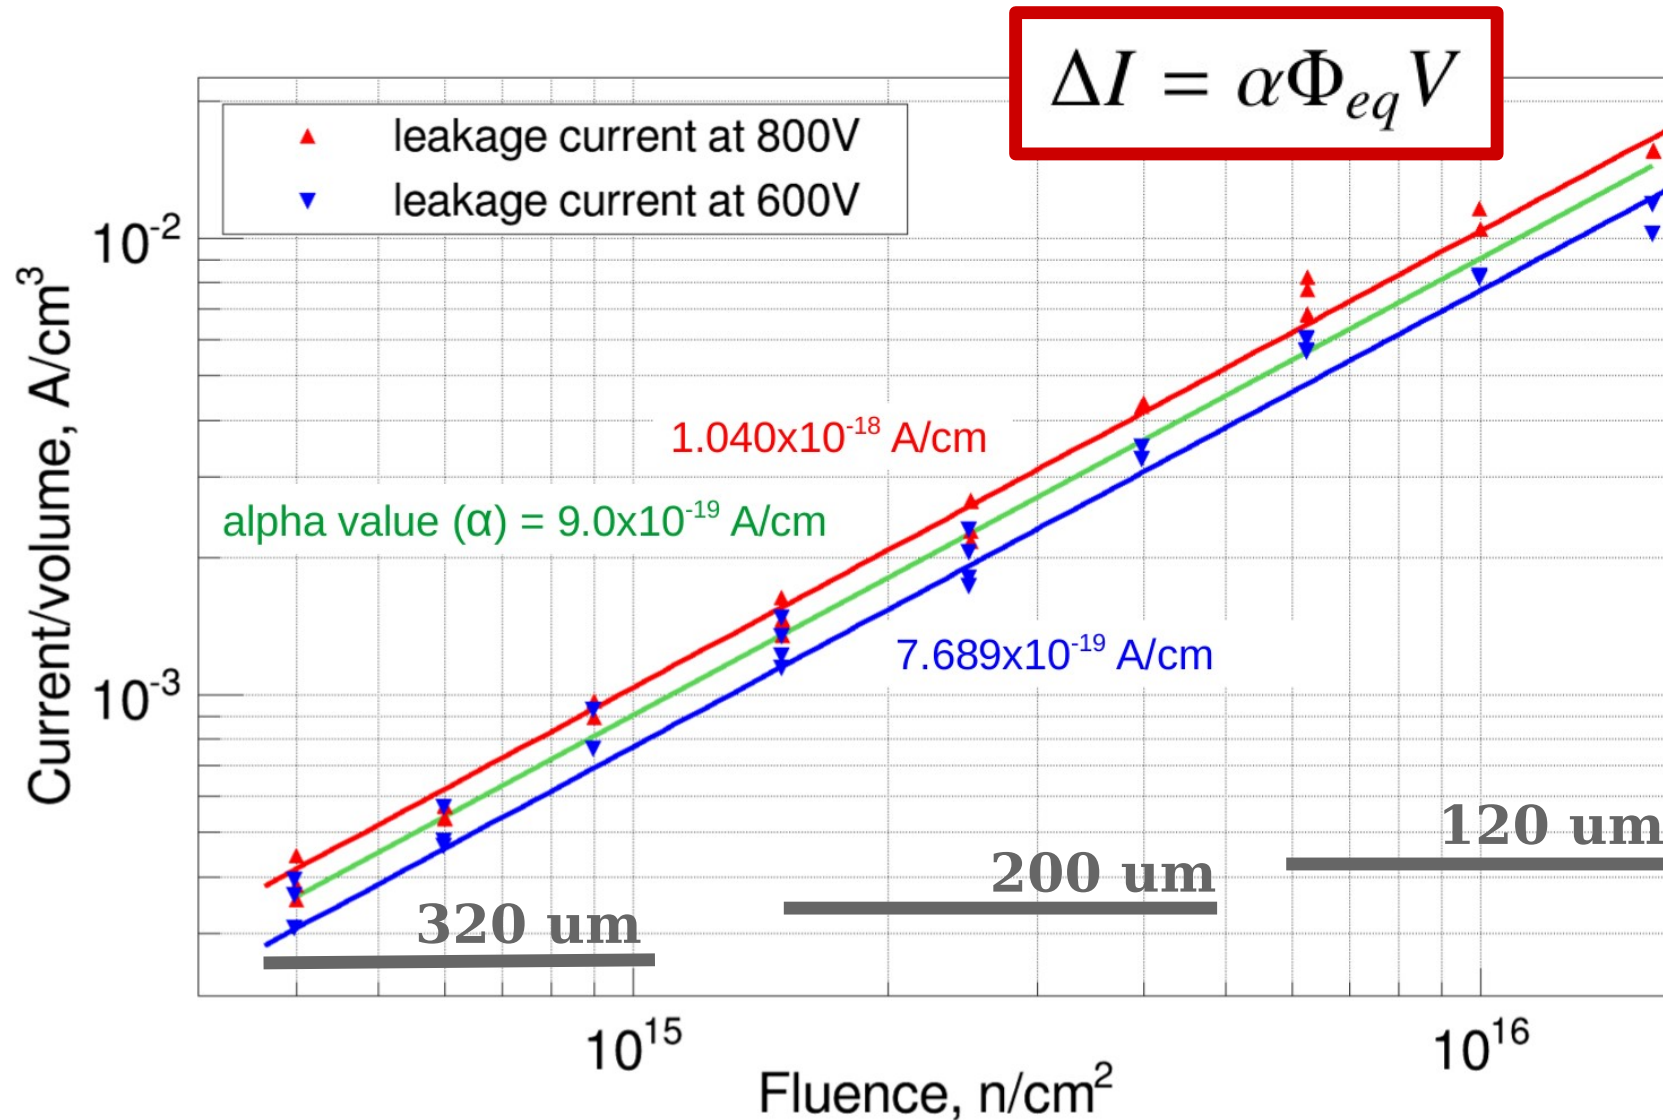 ΔI = αΦ_eq V
leakage current at 800V
leakage current at 600V
10⁻²
10⁻³
Current/volume, A/cm³
1.040x10⁻¹⁸ A/cm
alpha value (α) = 9.0x10⁻¹⁹ A/cm
7.689x10⁻¹⁹ A/cm
120 um
200 um
320 um
10¹⁵
10¹⁶
Fluence, n/cm²